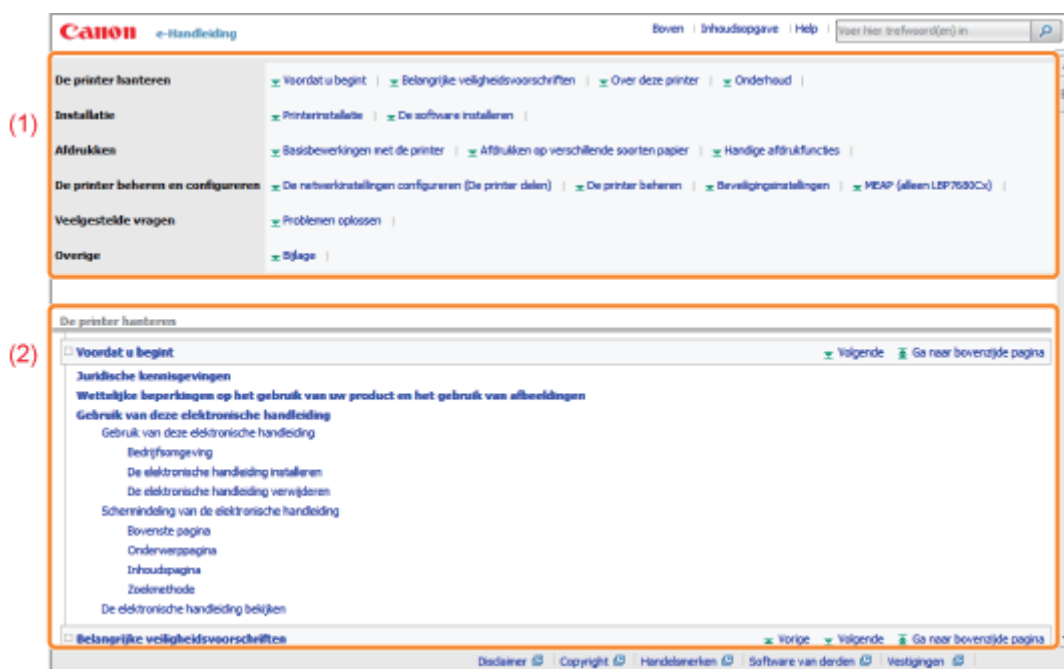 Canon e-Handleiding Boven | Inhoudsopgave | Help | Voer hier trefwoord(en) in
(1)
De printer hanteren Voordat u begint | Belangrijke veiligheidsvoorschriften | Over deze printer | Onderhoud |
Installatie Printerinstallatie | De software installeren |
Afdrukken Basisbewerkingen met de printer | Afdrukken op verschillende soorten papier | Handige afdrukfuncties |
De printer beheren en configureren De netwerkinstellingen configureren (De printer delen) | De printer beheren | Beveiligingsinstellingen | MEAP (alleen LBP7680Cx) |
Veelgestelde vragen Problemen oplossen |
Overige Bijlage |
(2)
De printer hanteren
Voordat u begint Volgende Ga naar bovenzijde pagina
Juridische kennisgevingen
Wettelijke beperkingen op het gebruik van uw product en het gebruik van afbeeldingen
Gebruik van deze elektronische handleiding
Gebruik van deze elektronische handleiding
Bedrijfsomgeving
De elektronische handleiding installeren
De elektronische handleiding verwijderen
Schermindeling van de elektronische handleiding
Bovenste pagina
Onderwerppagina
Inhoudspagina
Zoekmethode
De elektronische handleiding bekijken
Belangrijke veiligheidsvoorschriften Vorige Volgende Ga naar bovenzijde pagina
Disclaimer | Copyright | Handelsmerken | Software van derden | Vestigingen